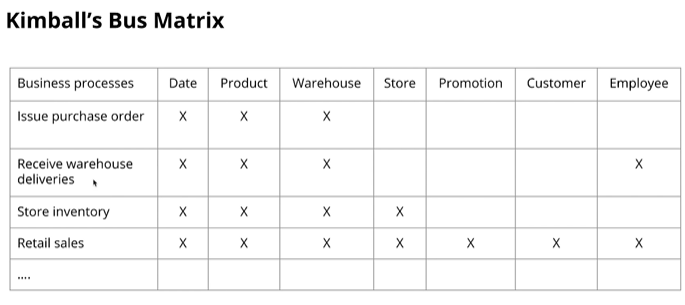 Kimball's Bus Matrix
Business processes Date Product Warehouse Store Promotion Customer Employee
Issue purchase order X X X
Receive warehouse deliveries X X X X
Store inventory X X X X
Retail sales X X X X X X X
....